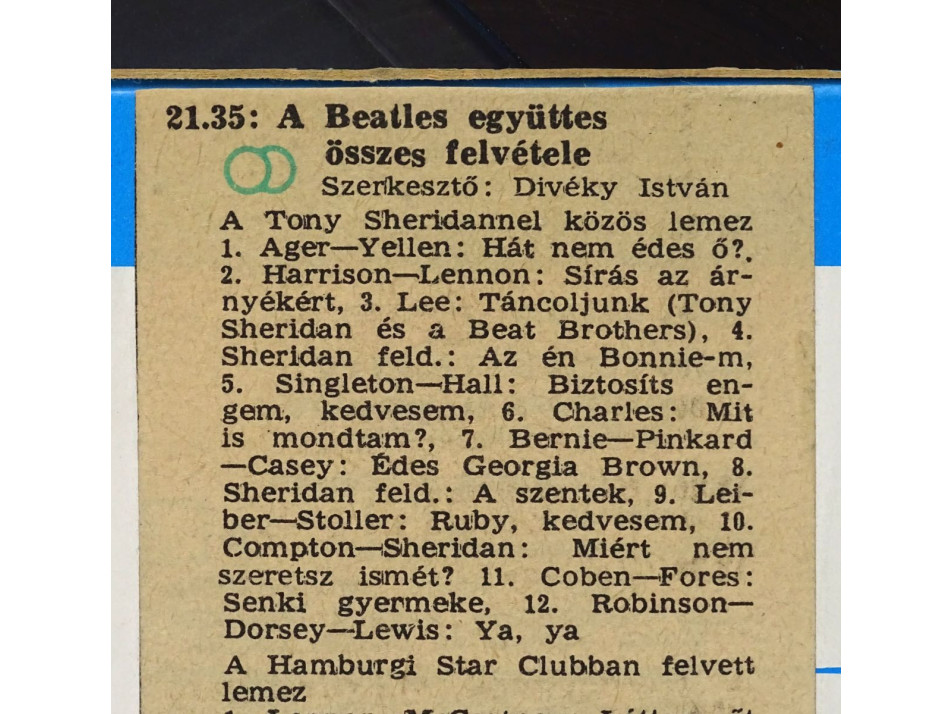 21.35: A Beatles együttes
összes felvétele
Szerkesztő: Divéky István
A Tony Sheridannel közös lemez
1. Ager—Yellen: Hát nem édes ő?,
2. Harrison—Lennon: Sírás az ár-
nyékért, 3. Lee: Táncoljunk (Tony
Sheridan és a Beat Brothers), 4.
Sheridan feld.: Az én Bonnie-m,
5. Singleton—Hall: Biztosíts en-
gem, kedvesem, 6. Charles: Mit
is mondtam?, 7. Bernie—Pinkard
—Casey: Édes Georgia Brown, 8.
Sheridan feld.: A szentek, 9. Lei-
ber—Stoller: Ruby, kedvesem, 10.
Compton—Sheridan: Miért nem
szeretsz ismét? 11. Coben—Fores:
Senki gyermeke, 12. Robinson—
Dorsey—Lewis: Ya, ya
A Hamburgi Star Clubban felvett
lemez